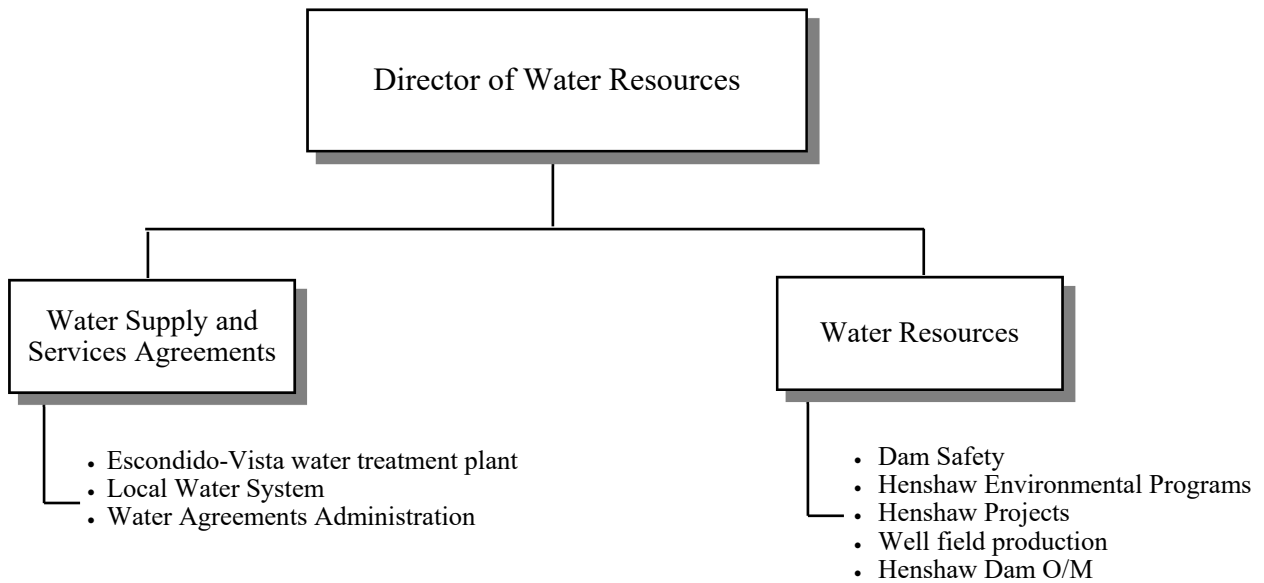 Director of Water Resources
Water Supply and
Services Agreements
• Escondido-Vista water treatment plant
• Local Water System
• Water Agreements Administration
Water Resources
• Dam Safety
• Henshaw Environmental Programs
• Henshaw Projects
• Well field production
• Henshaw Dam O/M